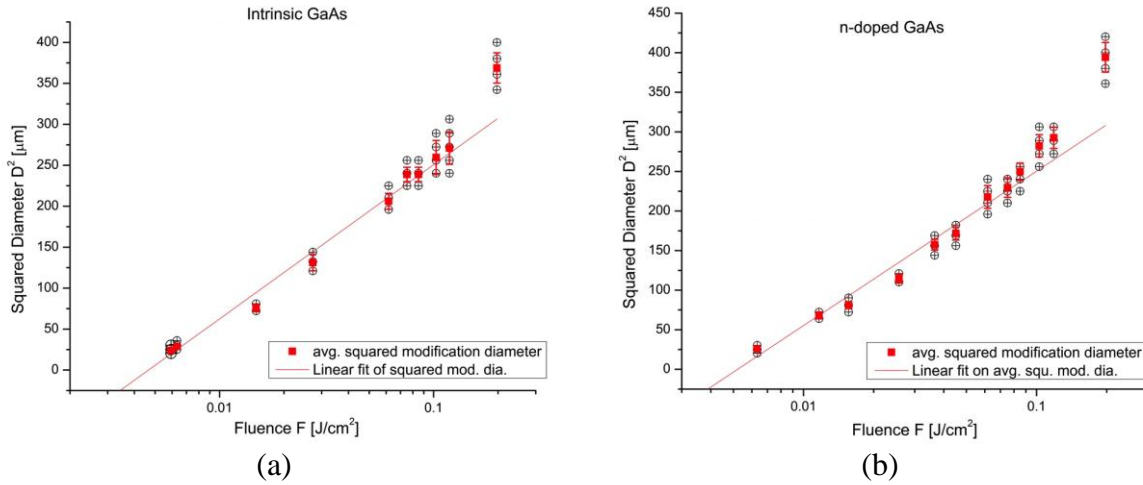 Intrinsic GaAs
400
350
300
250
200
150
100
50
0
Squared Diameter D² [µm]
avg. squared modification diameter
Linear fit of squared mod. dia.
0.01
0.1
Fluence F [J/cm²]
(a)
n-doped GaAs
450
400
350
300
250
200
150
100
50
0
Squared Diameter D² [µm]
avg. squared modification diameter
Linear fit on avg. squ. mod. dia.
0.01
0.1
Fluence F [J/cm²]
(b)